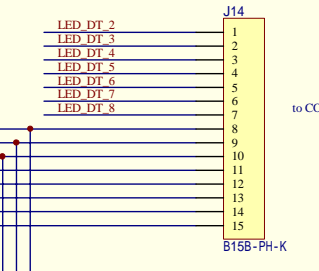 J14
LED_DT_2
1
LED_DT_3
2
LED_DT_4
3
LED_DT_5
4
LED_DT_6
5
LED_DT_7
6
LED_DT_8
7
to CO
8
9
10
11
12
13
14
15
B15B-PH-K